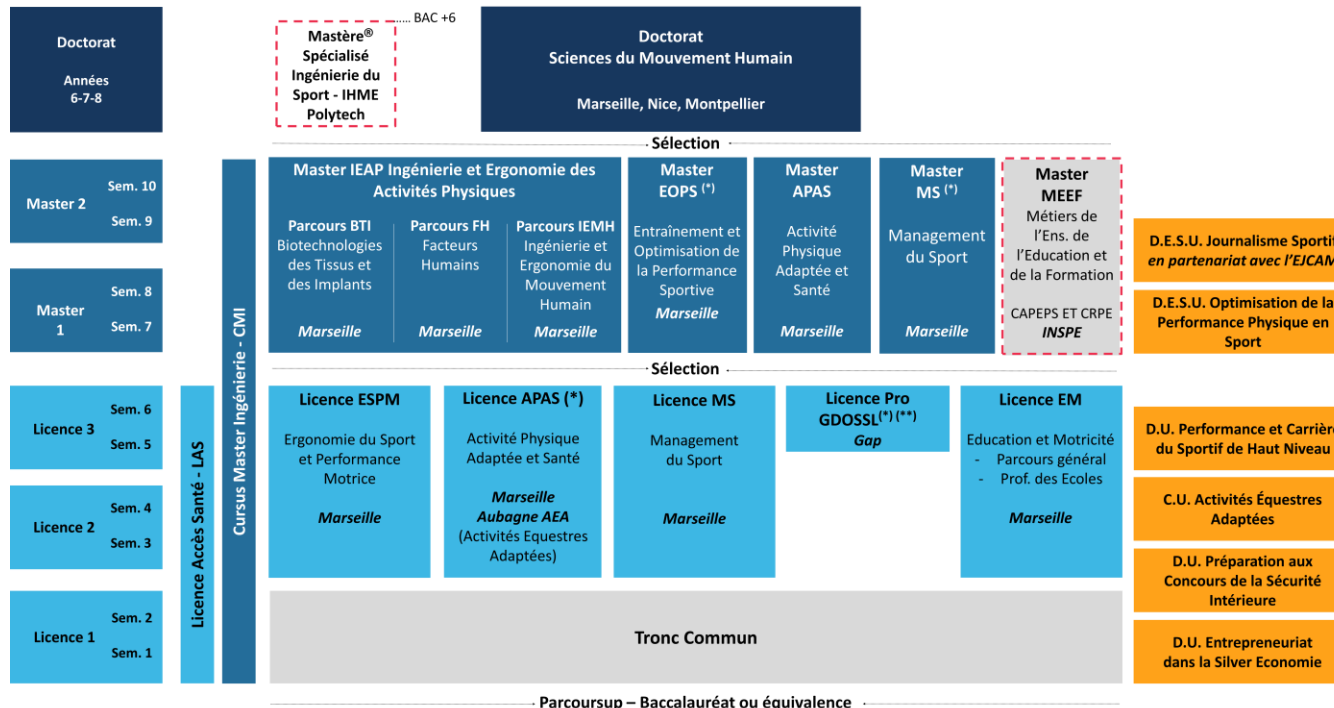 Doctorat
Années
6-7-8
...... BAC +6
Mastère®
Spécialisé
Ingénierie du
Sport - IHME
Polytech
Doctorat
Sciences du Mouvement Humain
Marseille, Nice, Montpellier
Sélection
Master 2
Sem. 10
Sem. 9
Master
1
Sem. 8
Sem. 7
Cursus Master Ingénierie - CMI
Master IEAP Ingénierie et Ergonomie des
Activités Physiques
Parcours BTI
Biotechnologies
des Tissus et
des Implants
Marseille
Parcours FH
Facteurs
Humains
Marseille
Parcours IEMH
Ingénierie et
Ergonomie du
Mouvement
Humain
Marseille
Master
EOPS (*)
Entraînement et
Optimisation de
la Performance
Sportive
Marseille
Master
APAS
Activité
Physique
Adaptée et
Santé
Marseille
Master
MS (*)
Management
du Sport
Marseille
Master
MEEF
Métiers de
l'Ens. de
l'Education et
de la Formation
CAPEPS ET CRPE
INSPE
D.E.S.U. Journalisme Sportif
en partenariat avec l'EJCAM
D.E.S.U. Optimisation de la
Performance Physique en
Sport
Sélection
Licence 3
Sem. 6
Sem. 5
Licence 2
Sem. 4
Sem. 3
Licence 1
Sem. 2
Sem. 1
Licence Accès Santé - LAS
Licence ESPM
Ergonomie du Sport
et Performance
Motrice
Marseille
Licence APAS (*)
Activité Physique
Adaptée et Santé
Marseille
Aubagne AEA
(Activités Equestres
Adaptées)
Licence MS
Management
du Sport
Marseille
Licence Pro
GDOSSL(*) (**)
Gap
Licence EM
Education et Motricité
- Parcours général
- Prof. des Ecoles
Marseille
D.U. Performance et Carrière
du Sportif de Haut Niveau
C.U. Activités Équestres
Adaptées
D.U. Préparation aux
Concours de la Sécurité
Intérieure
D.U. Entrepreneuriat
dans la Silver Economie
Tronc Commun
Parcoursup – Baccalauréat ou équivalence